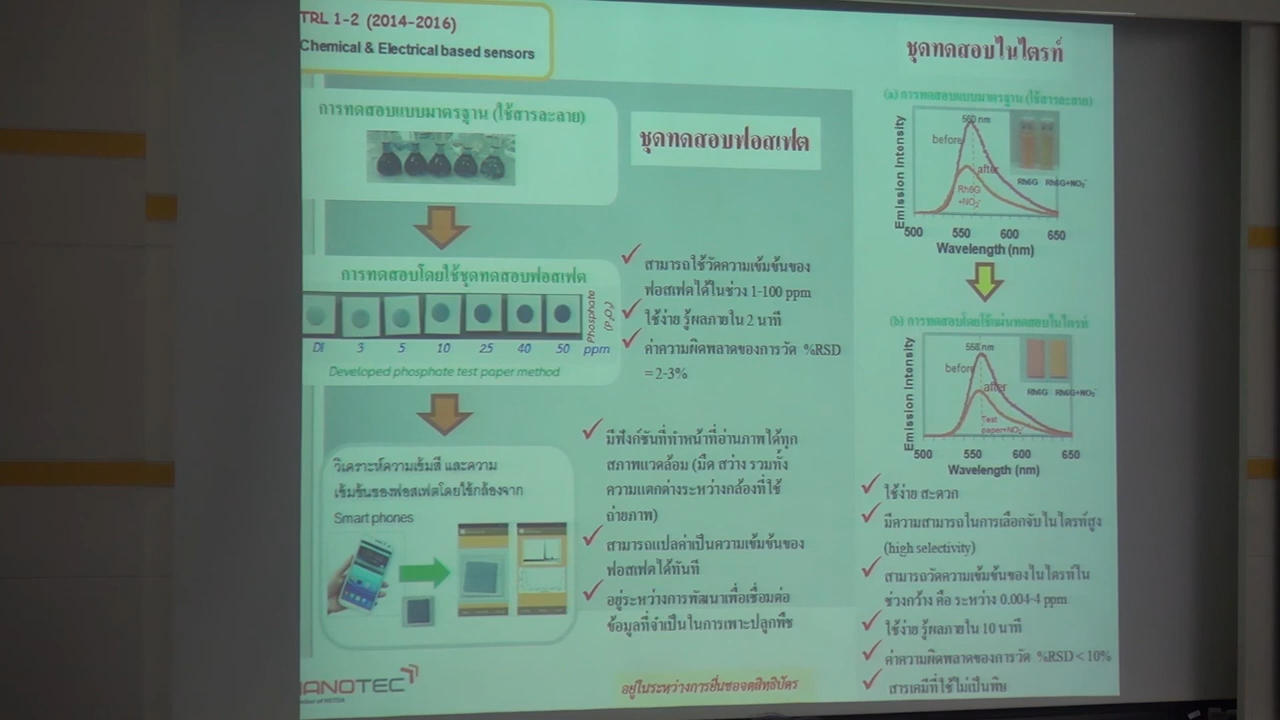 TRL 1-2 (2014-2016)
Chemical & Electrical based sensors
การทดสอบแบบมาตรฐาน (ใช้สารละลาย)
ชุดทดสอบฟอสเฟต
การทดสอบโดยใช้ชุดทดสอบฟอสเฟต
DI 3 5 10 25 40 50 ppm
Phosphate
(P₂O₅)
Developed phosphate test paper method
สามารถใช้วัดความเข้มข้นของ
ฟอสเฟตได้ในช่วง 1-100 ppm
ใช้ง่าย รู้ผลภายใน 2 นาที
ค่าความผิดพลาดของการวัด %RSD
= 2-3%
วิเคราะห์ความเข้มสี และความ
เข้มข้นของฟอสเฟตโดยใช้กล้องจาก
Smart phones
มีฟังก์ชันที่ทำหน้าที่อ่านภาพได้ทุก
สภาพแวดล้อม (มืด สว่าง รวมทั้ง
ความแตกต่างระหว่างกล้องที่ใช้
ถ่ายภาพ)
สามารถแปลค่าเป็นความเข้มข้นของ
ฟอสเฟตได้ทันที
อยู่ระหว่างการพัฒนาเพื่อเชื่อมต่อ
ข้อมูลที่จำเป็นในการเพาะปลูกพืช
ANOTEC
อยู่ในระหว่างการยื่นขอจดสิทธิบัตร
ชุดทดสอบไนไตรท์
(a) การทดสอบแบบมาตรฐาน (ใช้สารละลาย)
Emission Intensity
560 nm
before
after
Rh6G
+NO₂⁻
Rh6G Rh6G+NO₂⁻
500 550 600 650
Wavelength (nm)
(b) การทดสอบโดยใช้แผ่นทดสอบไนไตรท์
Emission Intensity
558 nm
before
after
Test
paper+NO₂⁻
Rh6G Rh6G+NO₂⁻
500 550 600 650
Wavelength (nm)
ใช้ง่าย สะดวก
มีความสามารถในการเลือกจับไนไตรท์สูง
(high selectivity)
สามารถวัดความเข้มข้นของไนไตรท์ใน
ช่วงกว้าง คือ ระหว่าง 0.004-4 ppm
ใช้ง่าย รู้ผลภายใน 10 นาที
ค่าความผิดพลาดของการวัด %RSD < 10%
สารเคมีที่ใช้ไม่เป็นพิษ